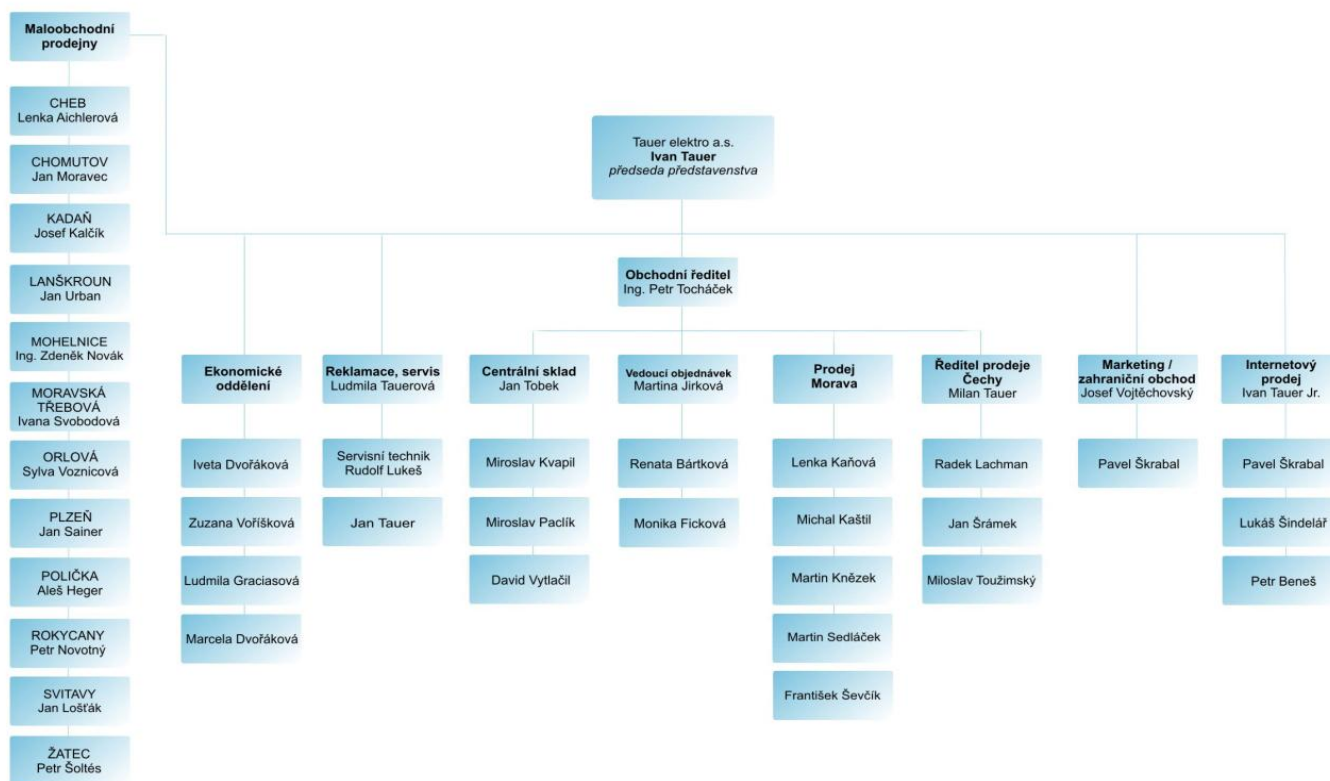 Maloobchodní
prodejny
CHEB
Lenka Aichlerová
CHOMUTOV
Jan Moravec
KADAŇ
Josef Kalčík
LANŠKROUN
Jan Urban
MOHELNICE
Ing. Zdeněk Novák
MORAVSKÁ
TŘEBOVÁ
Ivana Svobodová
ORLOVÁ
Sylva Voznicová
PLZEŇ
Jan Sainer
POLIČKA
Aleš Heger
ROKYCANY
Petr Novotný
SVITAVY
Jan Lošťák
ŽATEC
Petr Šoltés
Tauer elektro a.s.
Ivan Tauer
předseda představenstva
Obchodní ředitel
Ing. Petr Tocháček
Ekonomické
oddělení
Iveta Dvořáková
Zuzana Voříšková
Ludmila Graciasová
Marcela Dvořáková
Reklamace, servis
Ludmila Tauerová
Servisní technik
Rudolf Lukeš
Jan Tauer
Centrální sklad
Jan Tobek
Miroslav Kvapil
Miroslav Paclík
David Vytlačil
Vedoucí objednávek
Martina Jirková
Renata Bártková
Monika Ficková
Prodej
Morava
Lenka Kaňová
Michal Kaštil
Martin Knězek
Martin Sedláček
František Ševčík
Ředitel prodeje
Čechy
Milan Tauer
Radek Lachman
Jan Šrámek
Miloslav Toužimský
Marketing /
zahraniční obchod
Josef Vojtěchovský
Pavel Škrabal
Internetový
prodej
Ivan Tauer Jr.
Pavel Škrabal
Lukáš Šindelář
Petr Beneš